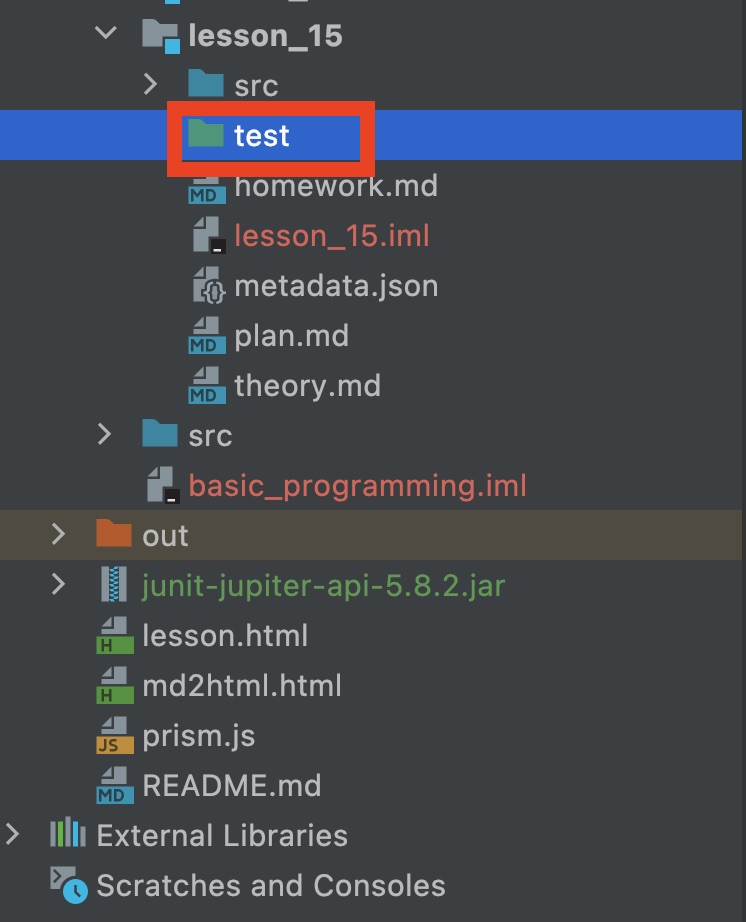 lesson_15
src
test
MD homework.md
lesson_15.iml
{} metadata.json
MD plan.md
MD theory.md
src
basic_programming.iml
out
junit-jupiter-api-5.8.2.jar
H lesson.html
H md2html.html
JS prism.js
MD README.md
External Libraries
Scratches and Consoles